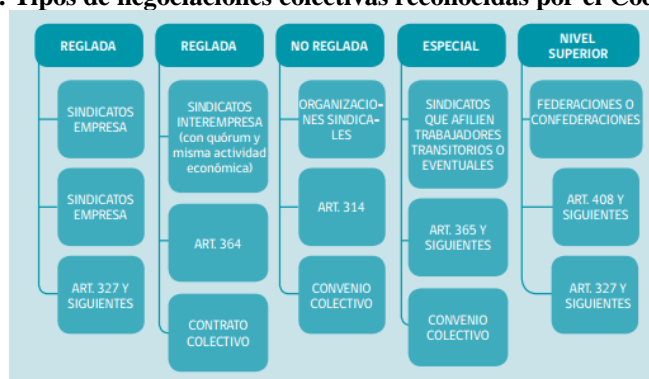 . Tipos de negociaciones colectivas reconocidas por el Cód
REGLADA
SINDICATOS
EMPRESA
SINDICATOS
EMPRESA
ART. 327 Y
SIGUIENTES
REGLADA
SINDICATOS
INTEREMPRESA
(con quórum y
misma actividad
económica)
ART. 364
CONTRATO
COLECTIVO
NO REGLADA
ORGANIZACIO-
NES SINDICA-
LES
ART. 314
CONVENIO
COLECTIVO
ESPECIAL
SINDICATOS
QUE AFILIEN
TRABAJADORES
TRANSITORIOS O
EVENTUALES
ART. 365 Y
SIGUIENTES
CONVENIO
COLECTIVO
NIVEL
SUPERIOR
FEDERACIONES O
CONFEDERACIONES
ART. 408 Y
SIGUIENTES
ART. 327 Y
SIGUIENTES